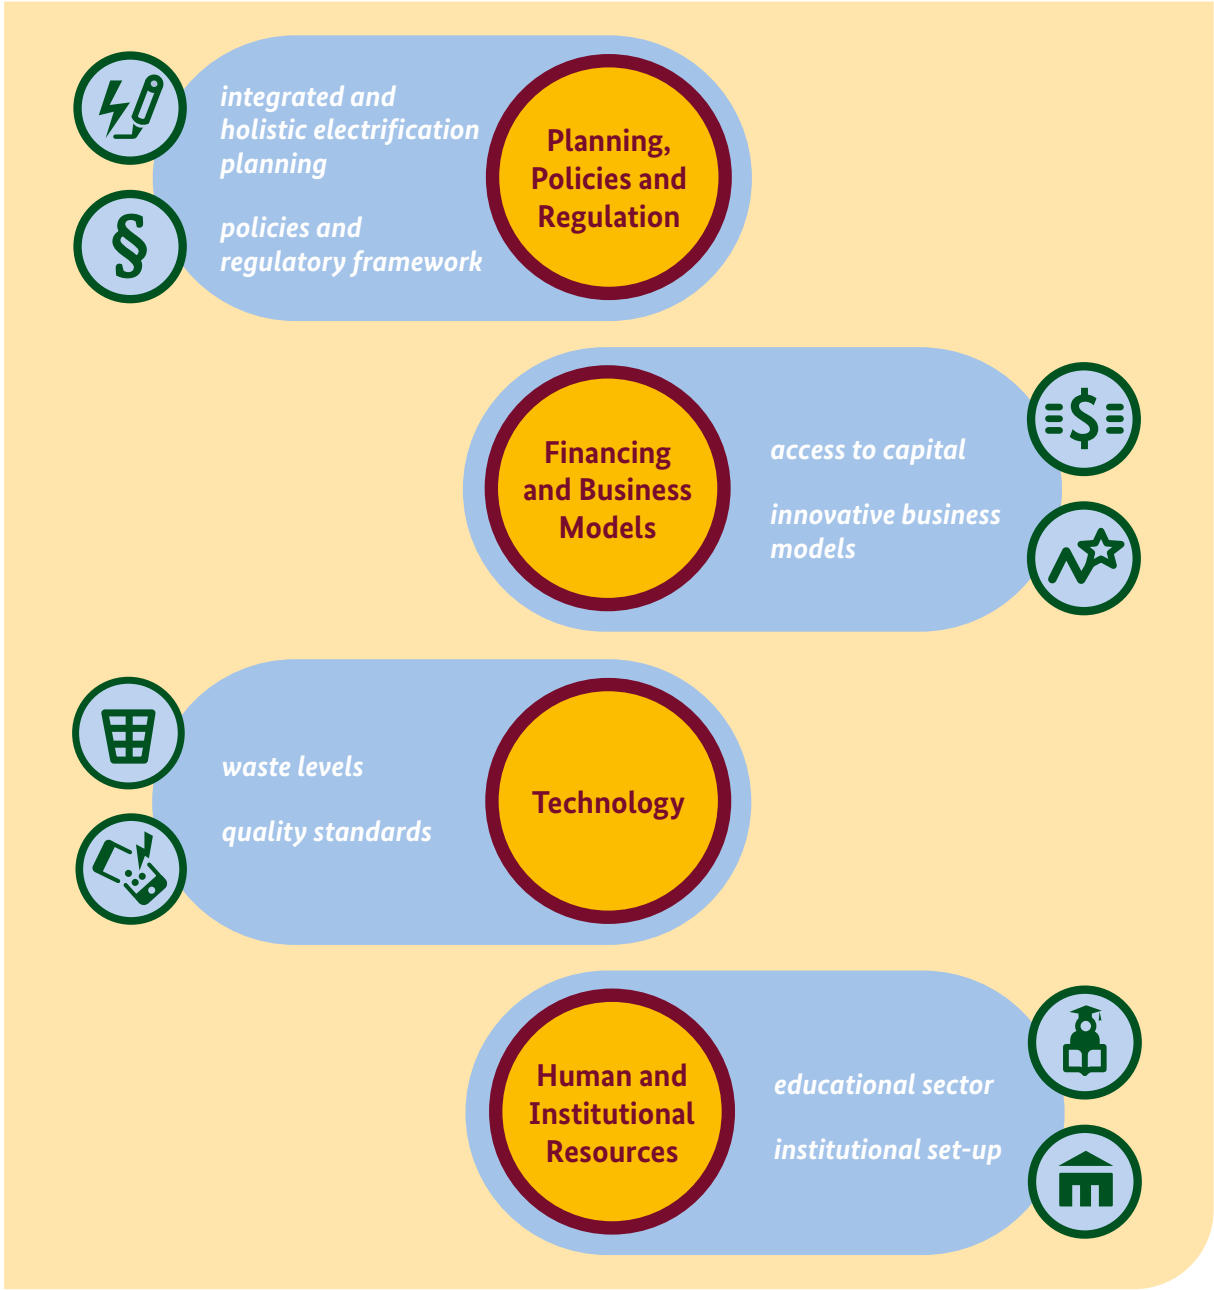 integrated and
holistic electrification
planning
policies and
regulatory framework
Planning,
Policies and
Regulation
§
Financing
and Business
Models
access to capital
innovative business
models
$
waste levels
quality standards
Technology
Human and
Institutional
Resources
educational sector
institutional set-up